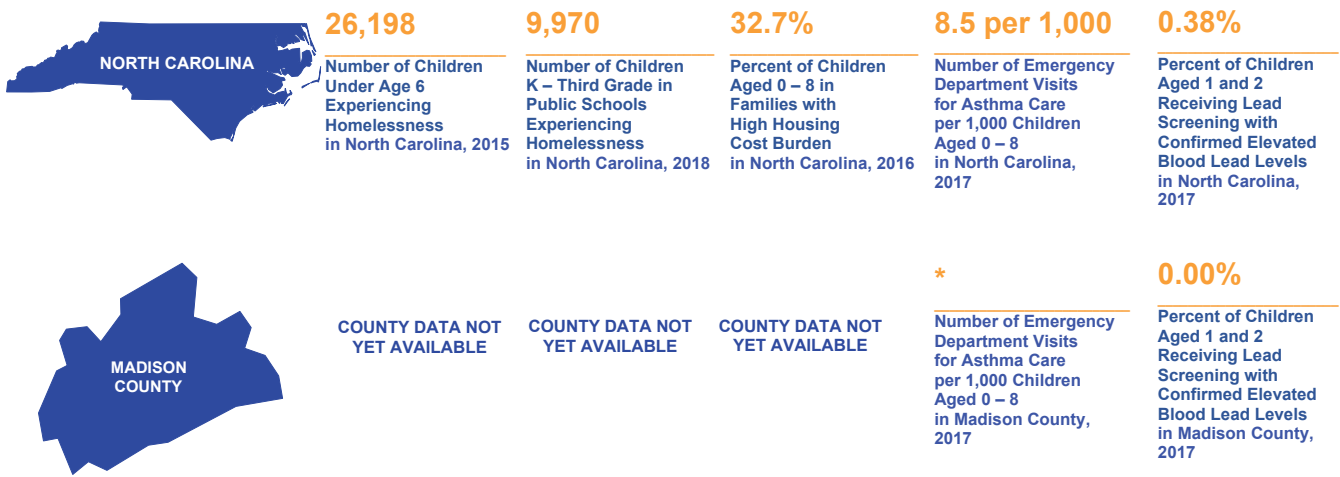 NORTH CAROLINA
26,198
Number of Children
Under Age 6
Experiencing
Homelessness
in North Carolina, 2015
9,970
Number of Children
K – Third Grade in
Public Schools
Experiencing
Homelessness
in North Carolina, 2018
32.7%
Percent of Children
Aged 0 – 8 in
Families with
High Housing
Cost Burden
in North Carolina, 2016
8.5 per 1,000
Number of Emergency
Department Visits
for Asthma Care
per 1,000 Children
Aged 0 – 8
in North Carolina,
2017
0.38%
Percent of Children
Aged 1 and 2
Receiving Lead
Screening with
Confirmed Elevated
Blood Lead Levels
in North Carolina,
2017
MADISON
COUNTY
COUNTY DATA NOT
YET AVAILABLE
COUNTY DATA NOT
YET AVAILABLE
COUNTY DATA NOT
YET AVAILABLE
*
Number of Emergency
Department Visits
for Asthma Care
per 1,000 Children
Aged 0 – 8
in Madison County,
2017
0.00%
Percent of Children
Aged 1 and 2
Receiving Lead
Screening with
Confirmed Elevated
Blood Lead Levels
in Madison County,
2017